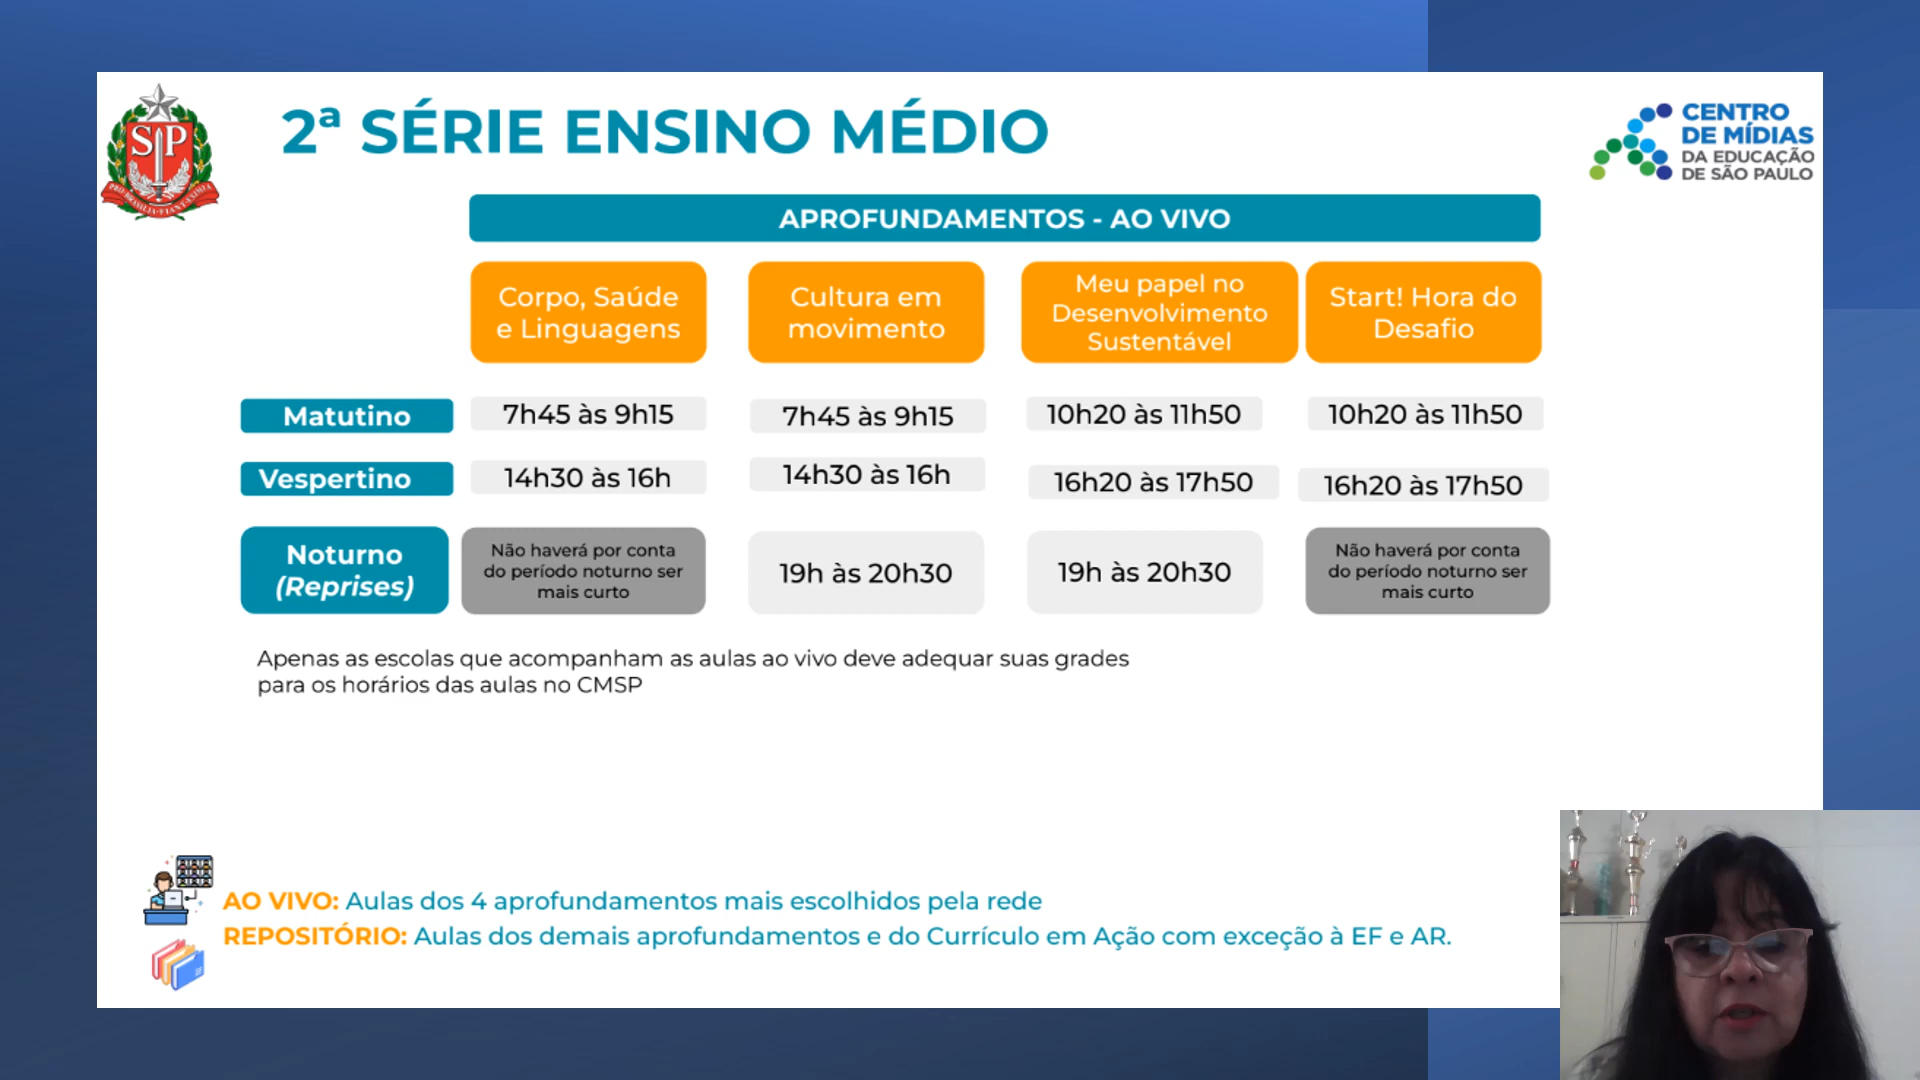 2ª SÉRIE ENSINO MÉDIO
SP
PRO BRASILIA FIANT EXIMIA
CENTRO
DE MÍDIAS
DA EDUCAÇÃO
DE SÃO PAULO
APROFUNDAMENTOS - AO VIVO
Corpo, Saúde
e Linguagens
Cultura em
movimento
Meu papel no
Desenvolvimento
Sustentável
Start! Hora do
Desafio
Matutino
7h45 às 9h15
7h45 às 9h15
10h20 às 11h50
10h20 às 11h50
Vespertino
14h30 às 16h
14h30 às 16h
16h20 às 17h50
16h20 às 17h50
Noturno
(Reprises)
Não haverá por conta
do período noturno ser
mais curto
19h às 20h30
19h às 20h30
Não haverá por conta
do período noturno ser
mais curto
Apenas as escolas que acompanham as aulas ao vivo deve adequar suas grades
para os horários das aulas no CMSP
AO VIVO: Aulas dos 4 aprofundamentos mais escolhidos pela rede
REPOSITÓRIO: Aulas dos demais aprofundamentos e do Currículo em Ação com exceção à EF e AR.